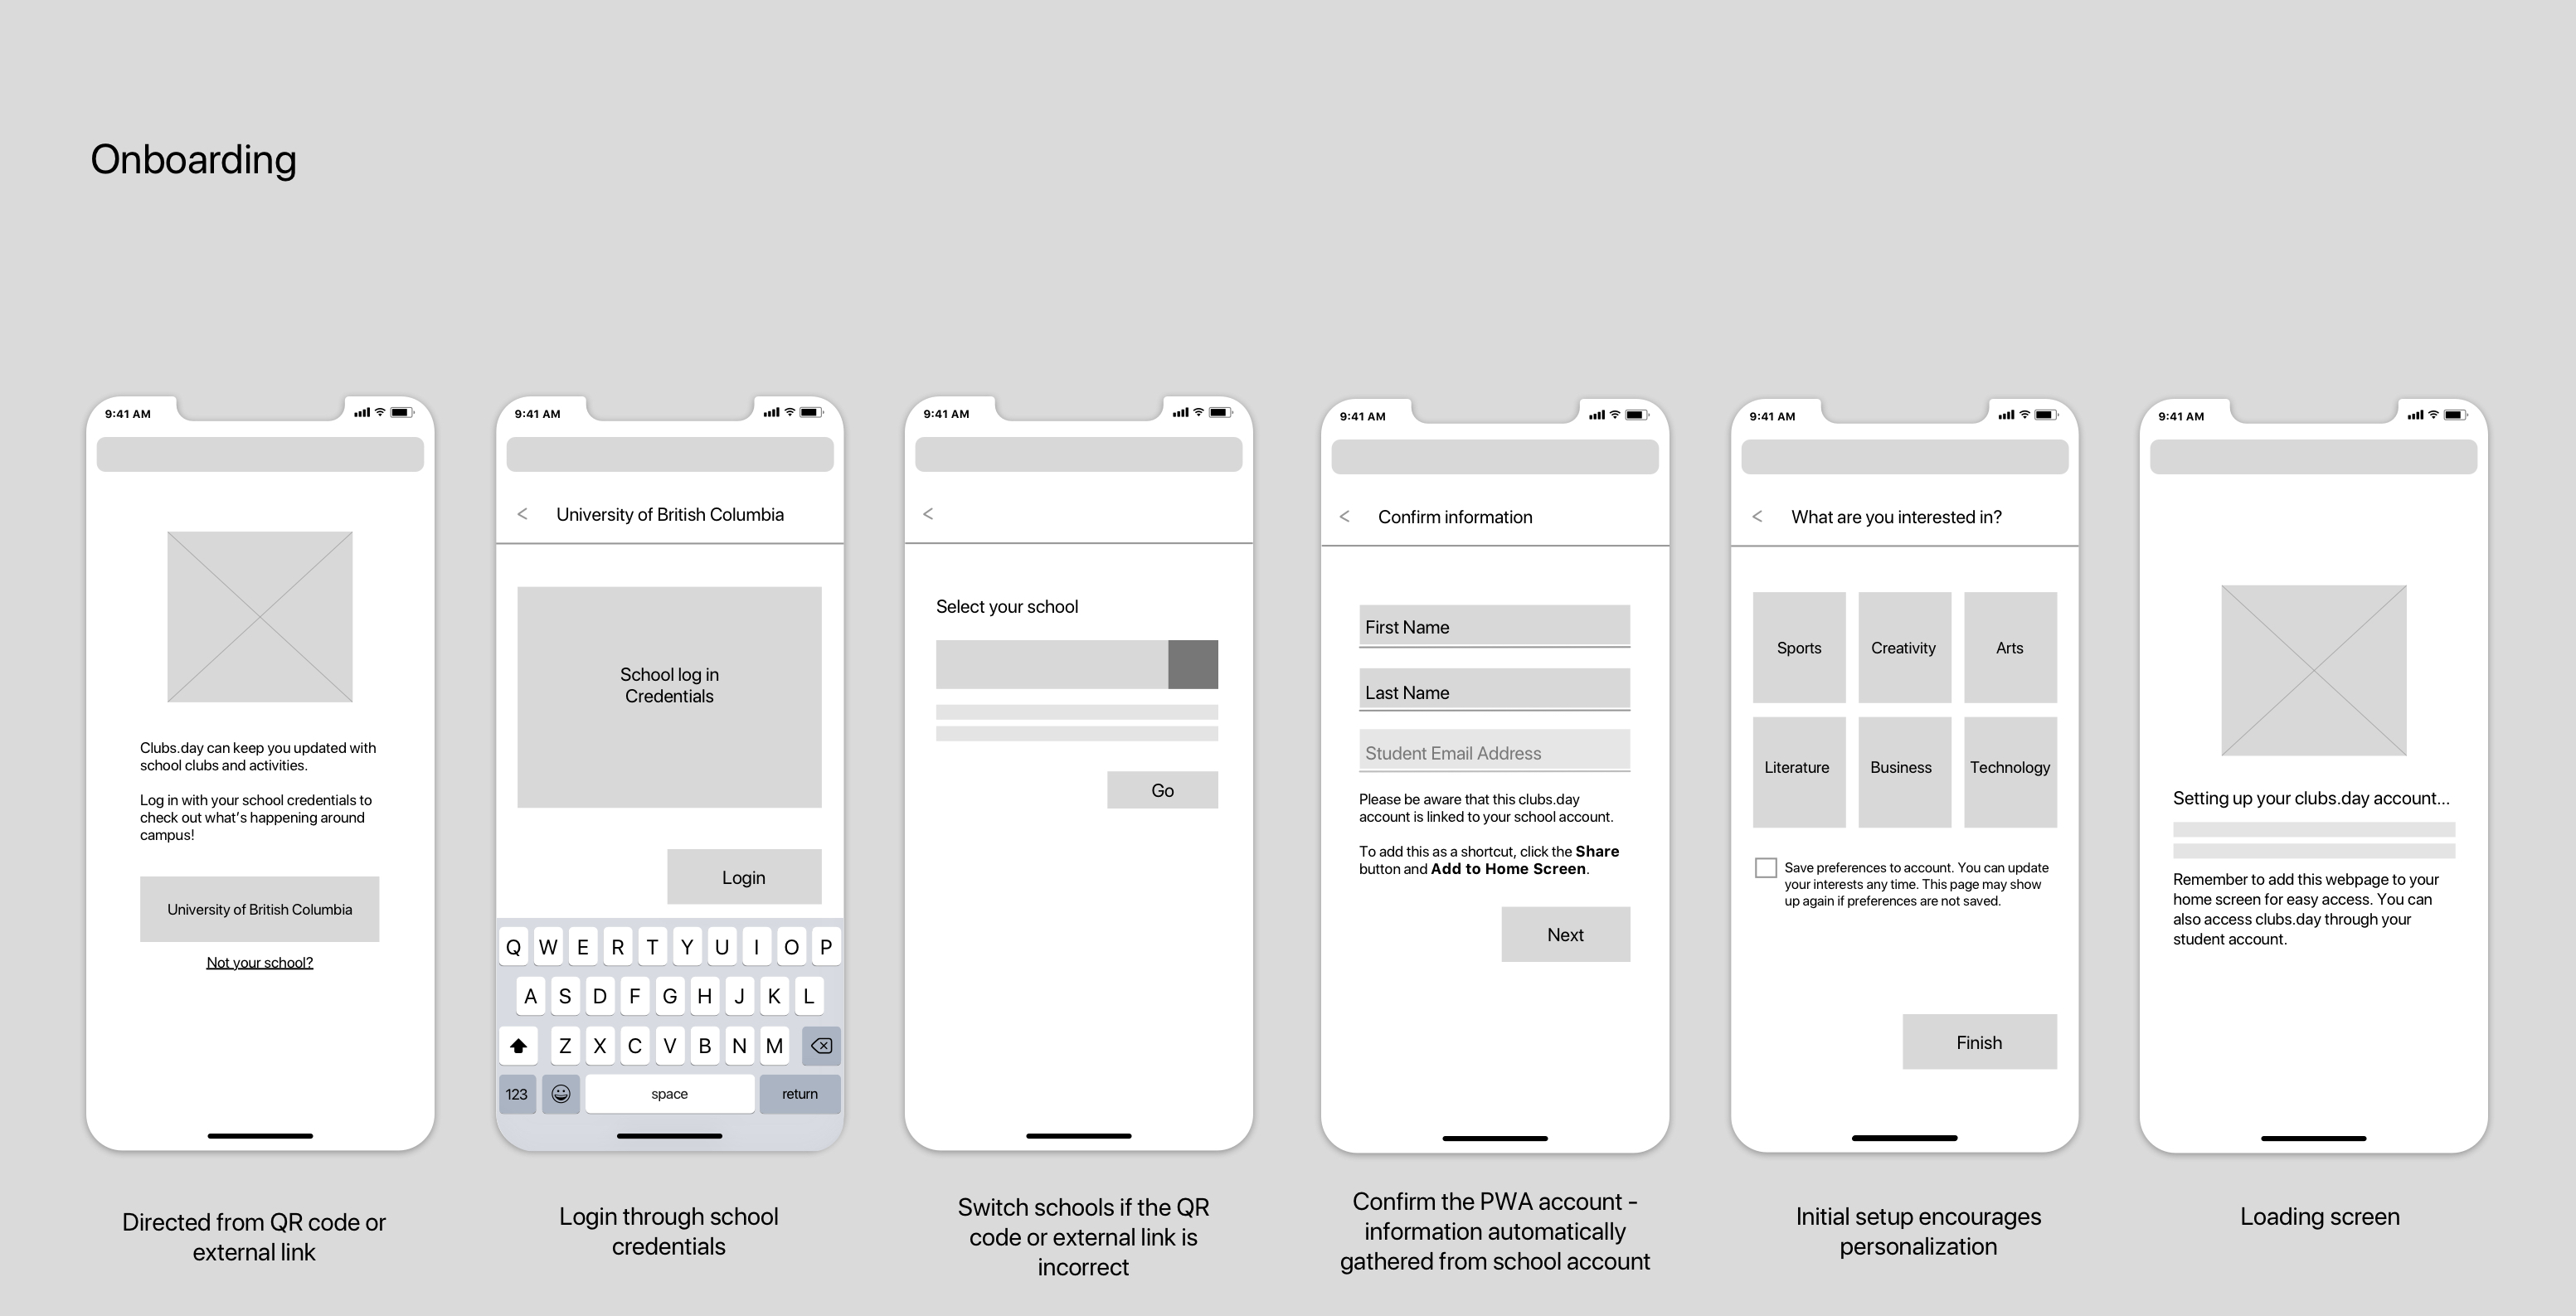 Onboarding
9:41 AM
Clubs.day can keep you updated with
school clubs and activities.
Log in with your school credentials to
check out what's happening around
campus!
University of British Columbia
Not your school?
Directed from QR code or
external link
9:41 AM
<
University of British Columbia
School log in
Credentials
Login
Q W E R T Y U I O P
A S D F G H J K L
Z X C V B N M
123 space return
Login through school
credentials
9:41 AM
<
Select your school
Go
Switch schools if the QR
code or external link is
incorrect
9:41 AM
< Confirm information
First Name
Last Name
Student Email Address
Please be aware that this clubs.day
account is linked to your school account.
To add this as a shortcut, click the Share
button and Add to Home Screen.
Next
Confirm the PWA account -
information automatically
gathered from school account
9:41 AM
< What are you interested in?
Sports Creativity Arts
Literature Business Technology
Save preferences to account. You can update
your interests any time. This page may show
up again if preferences are not saved.
Finish
Initial setup encourages
personalization
9:41 AM
Setting up your clubs.day account...
Remember to add this webpage to your
home screen for easy access. You can
also access clubs.day through your
student account.
Loading screen